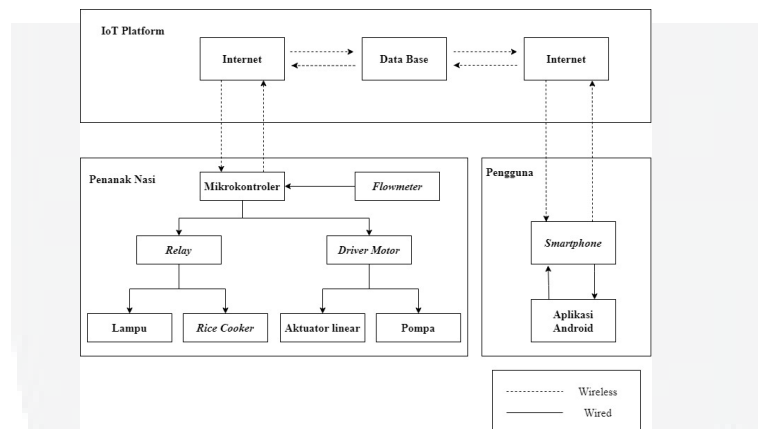 IoT Platform
Internet
Data Base
Internet
Penanak Nasi
Mikrokontroler
Flowmeter
Relay
Driver Motor
Lampu
Rice Cooker
Aktuator linear
Pompa
Pengguna
Smartphone
Aplikasi
Android
Wireless
Wired